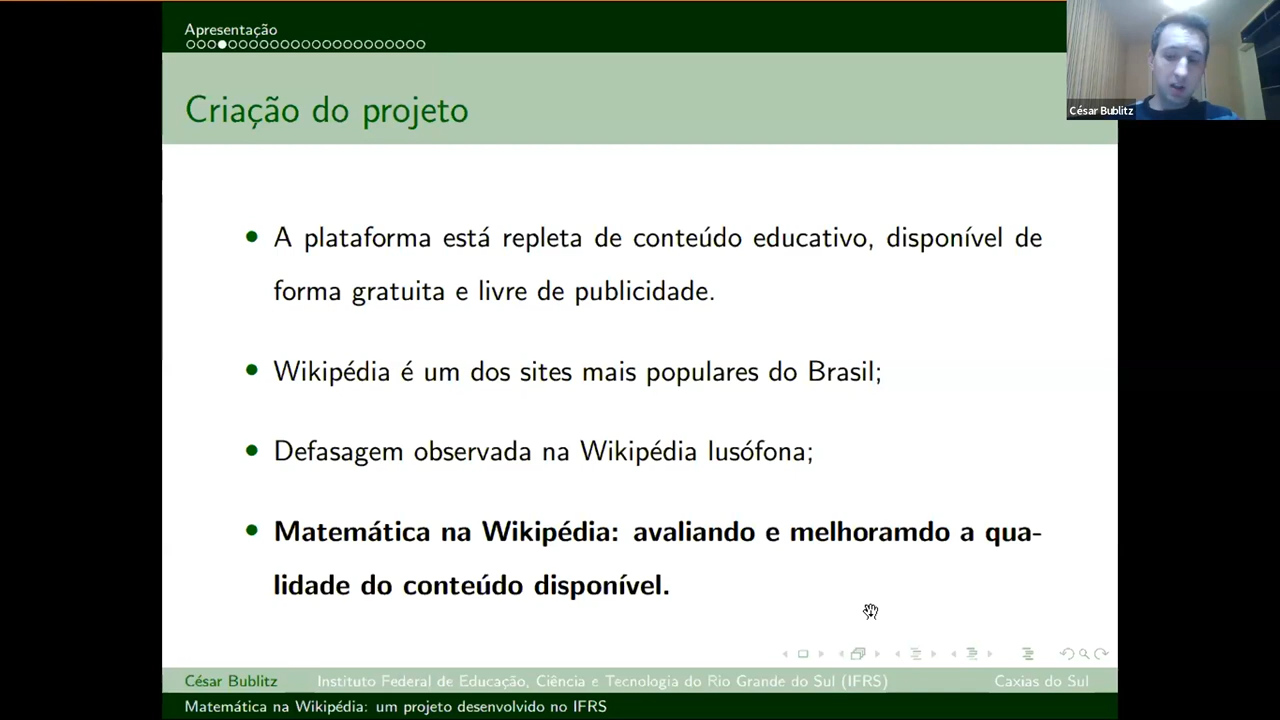 Apresentação
César Bublitz
Criação do projeto
A plataforma está repleta de conteúdo educativo, disponível de
forma gratuita e livre de publicidade.
Wikipédia é um dos sites mais populares do Brasil;
Defasagem observada na Wikipédia lusófona;
Matemática na Wikipédia: avaliando e melhoramdo a qua-
lidade do conteúdo disponível.
César Bublitz Instituto Federal de Educação, Ciência e Tecnologia do Rio Grande do Sul (IFRS) Caxias do Sul
Matemática na Wikipédia: um projeto desenvolvido no IFRS